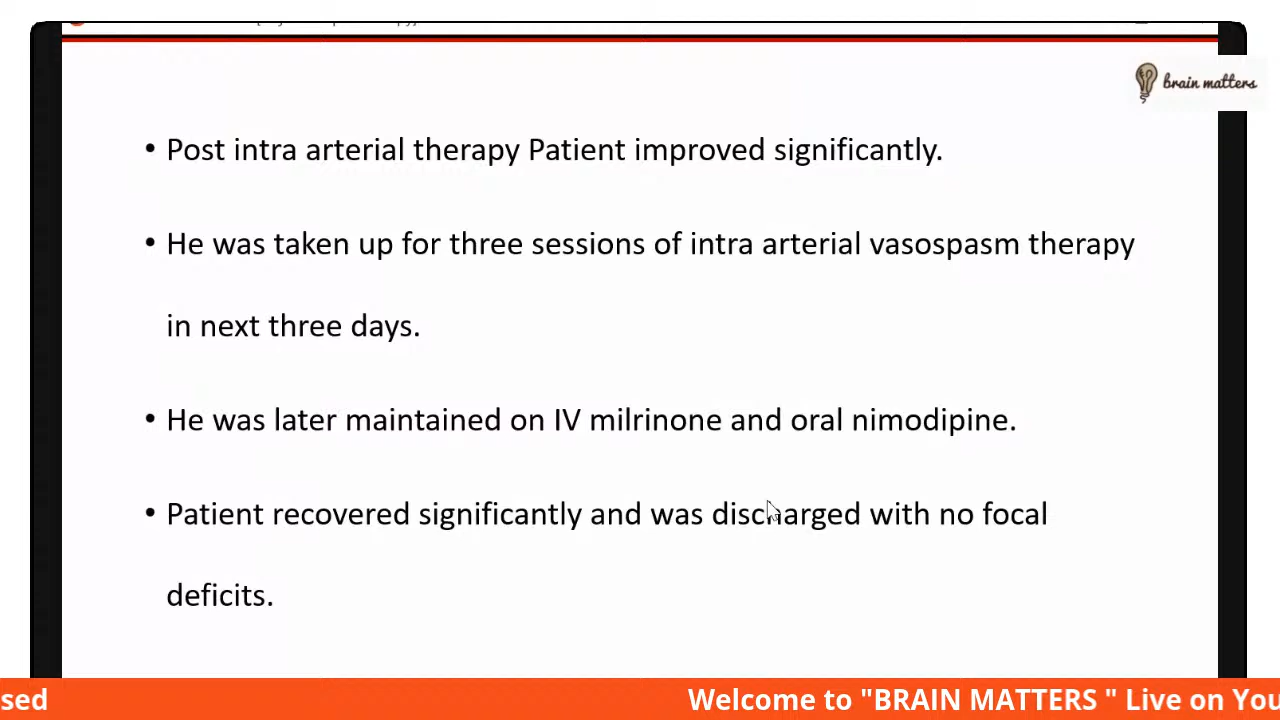 brain matters
• Post intra arterial therapy Patient improved significantly.
• He was taken up for three sessions of intra arterial vasospasm therapy
in next three days.
• He was later maintained on IV milrinone and oral nimodipine.
• Patient recovered significantly and was discharged with no focal
deficits.
sed Welcome to "BRAIN MATTERS " Live on You